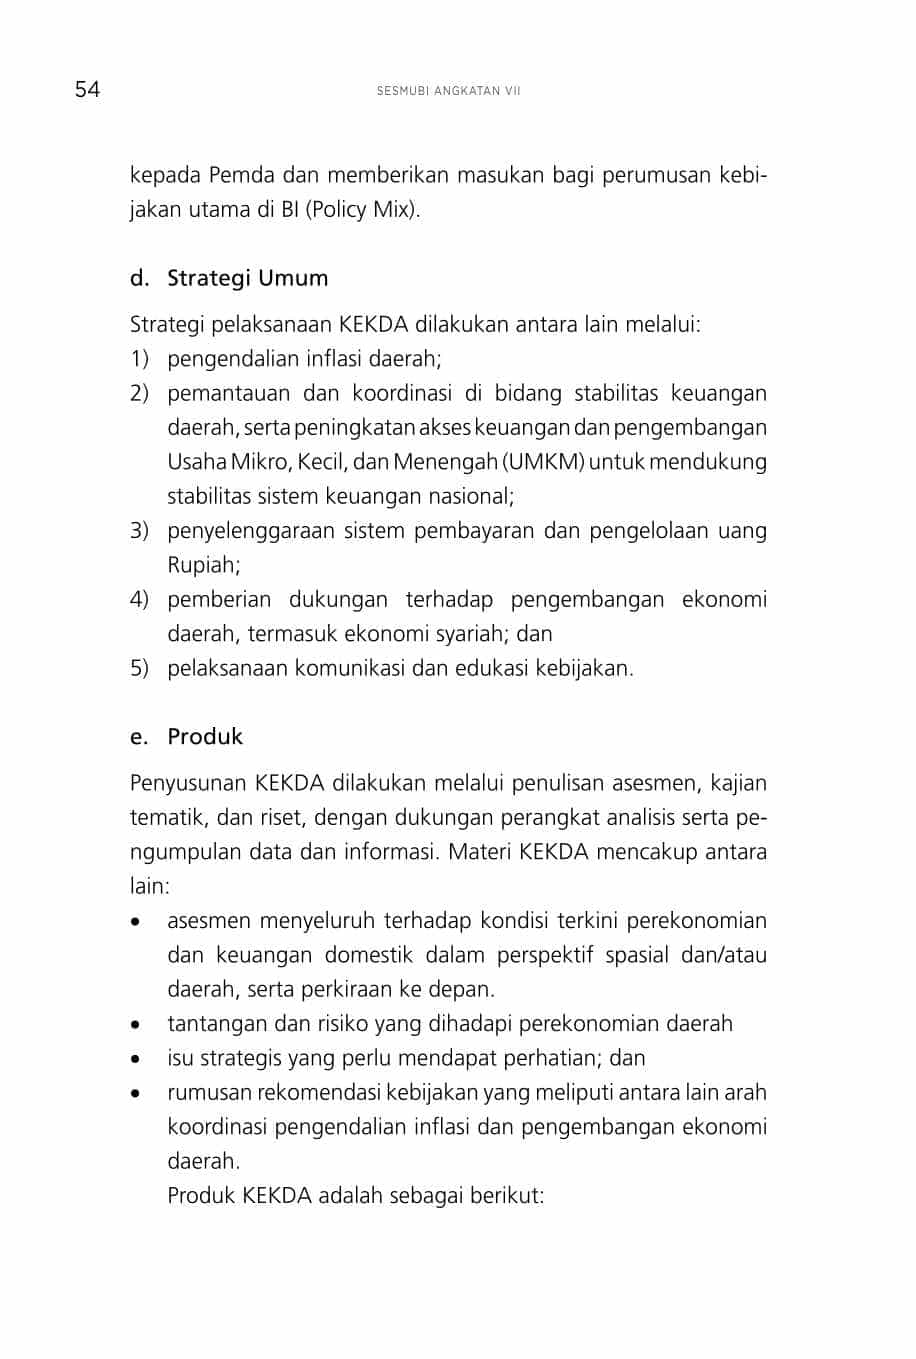 54
SESMUBI ANGKATAN VII
kepada Pemda dan memberikan masukan bagi perumusan kebi-
jakan utama di BI (Policy Mix).
d. Strategi Umum
Strategi pelaksanaan KEKDA dilakukan antara lain melalui:
1) pengendalian inflasi daerah;
2) pemantauan dan koordinasi di bidang stabilitas keuangan
daerah, serta peningkatan akses keuangan dan pengembangan
Usaha Mikro, Kecil, dan Menengah (UMKM) untuk mendukung
stabilitas sistem keuangan nasional;
3) penyelenggaraan sistem pembayaran dan pengelolaan uang
Rupiah;
4) pemberian dukungan terhadap pengembangan ekonomi
daerah, termasuk ekonomi syariah; dan
5) pelaksanaan komunikasi dan edukasi kebijakan.
e. Produk
Penyusunan KEKDA dilakukan melalui penulisan asesmen, kajian
tematik, dan riset, dengan dukungan perangkat analisis serta pe-
ngumpulan data dan informasi. Materi KEKDA mencakup antara
lain:
• asesmen menyeluruh terhadap kondisi terkini perekonomian
dan keuangan domestik dalam perspektif spasial dan/atau
daerah, serta perkiraan ke depan.
• tantangan dan risiko yang dihadapi perekonomian daerah
• isu strategis yang perlu mendapat perhatian; dan
• rumusan rekomendasi kebijakan yang meliputi antara lain arah
koordinasi pengendalian inflasi dan pengembangan ekonomi
daerah.
Produk KEKDA adalah sebagai berikut: